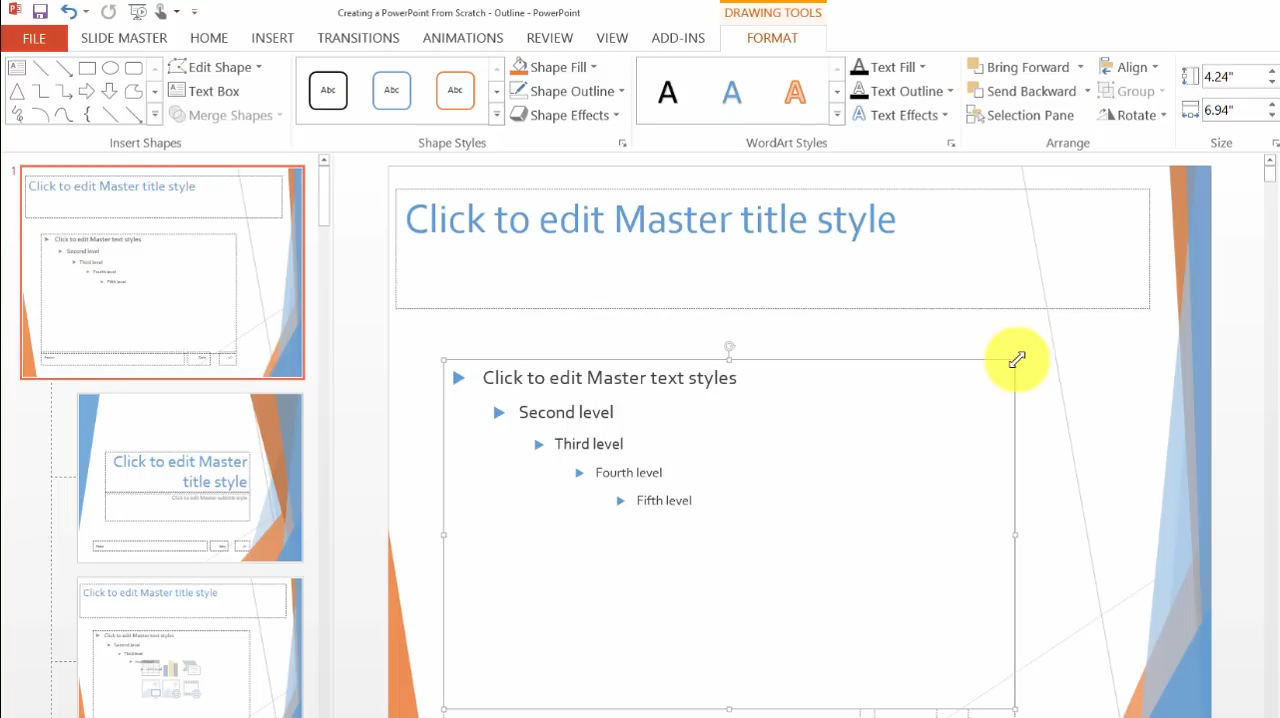 Creating a PowerPoint From Scratch - Outline - PowerPoint
DRAWING TOOLS
FILE SLIDE MASTER HOME INSERT TRANSITIONS ANIMATIONS REVIEW VIEW ADD-INS FORMAT
Edit Shape
Text Box
Merge Shapes
Insert Shapes
Abc Abc Abc
Shape Fill
Shape Outline
Shape Effects
Shape Styles
A A A
Text Fill
Text Outline
Text Effects
WordArt Styles
Bring Forward
Send Backward
Selection Pane
Align
Group
Rotate
Arrange
4.24"
6.94"
Size
1
Click to edit Master title style
Click to edit Master text styles
Second level
Third level
Fourth level
Fifth level
Click to edit Master
title style
Click to edit Master subtitle style
Click to edit Master title style
Click to edit Master text styles
Second level
Third level
Click to edit Master title style
Click to edit Master text styles
Second level
Third level
Fourth level
Fifth level